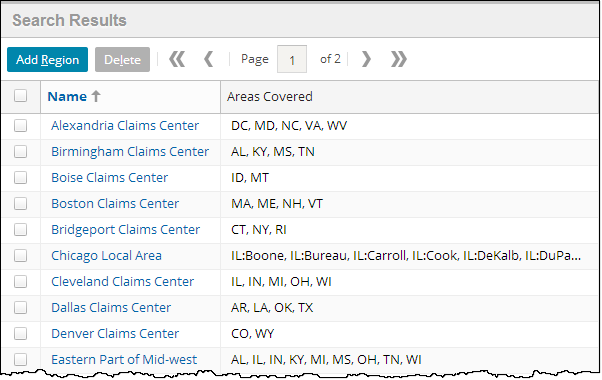 Search Results
Add Region Delete Page 1 of 2
Name Areas Covered
Alexandria Claims Center DC, MD, NC, VA, WV
Birmingham Claims Center AL, KY, MS, TN
Boise Claims Center ID, MT
Boston Claims Center MA, ME, NH, VT
Bridgeport Claims Center CT, NY, RI
Chicago Local Area IL:Boone, IL:Bureau, IL:Carroll, IL:Cook, IL:DeKalb, IL:DuPa...
Cleveland Claims Center IL, IN, MI, OH, WI
Dallas Claims Center AR, LA, OK, TX
Denver Claims Center CO, WY
Eastern Part of Mid-west AL, IL, IN, KY, MI, MS, OH, TN, WI